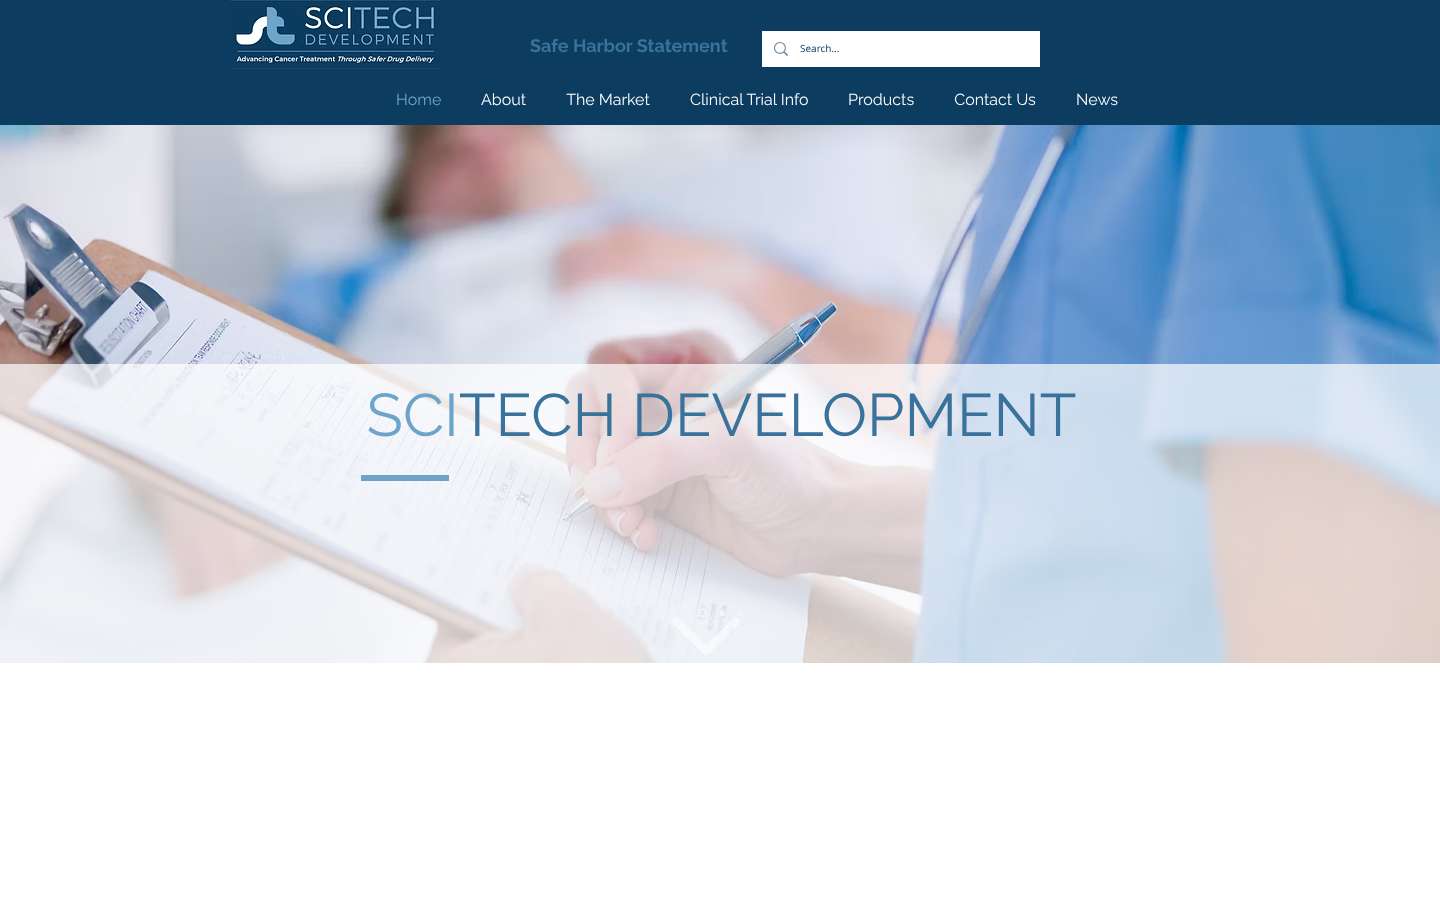 SCITECH
DEVELOPMENT
Advancing Cancer Treatment Through Safer Drug Delivery
Safe Harbor Statement
Search...
Home
About
The Market
Clinical Trial Info
Products
Contact Us
News
SCITECH DEVELOPMENT